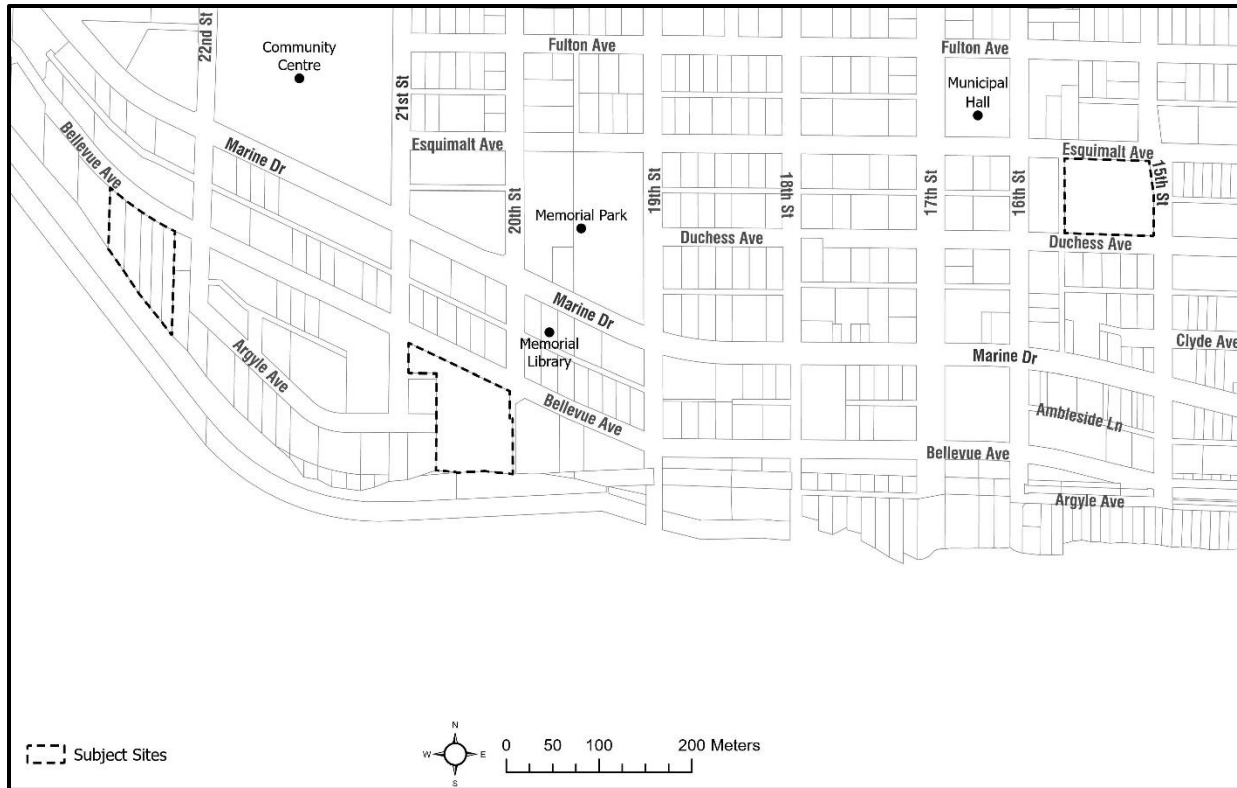 22nd St
Community
Centre
21st St
Fulton Ave
Fulton Ave
Municipal
Hall
Bellevue Ave
Marine Dr
Esquimalt Ave
Esquimalt Ave
20th St
19th St
18th St
17th St
16th St
15th St
Memorial Park
Duchess Ave
Duchess Ave
Marine Dr
Memorial
Library
Argyle Ave
Marine Dr
Clyde Ave
Bellevue Ave
Ambleside Ln
Bellevue Ave
Argyle Ave
Subject Sites
N
W
E
S
0 50 100 200 Meters